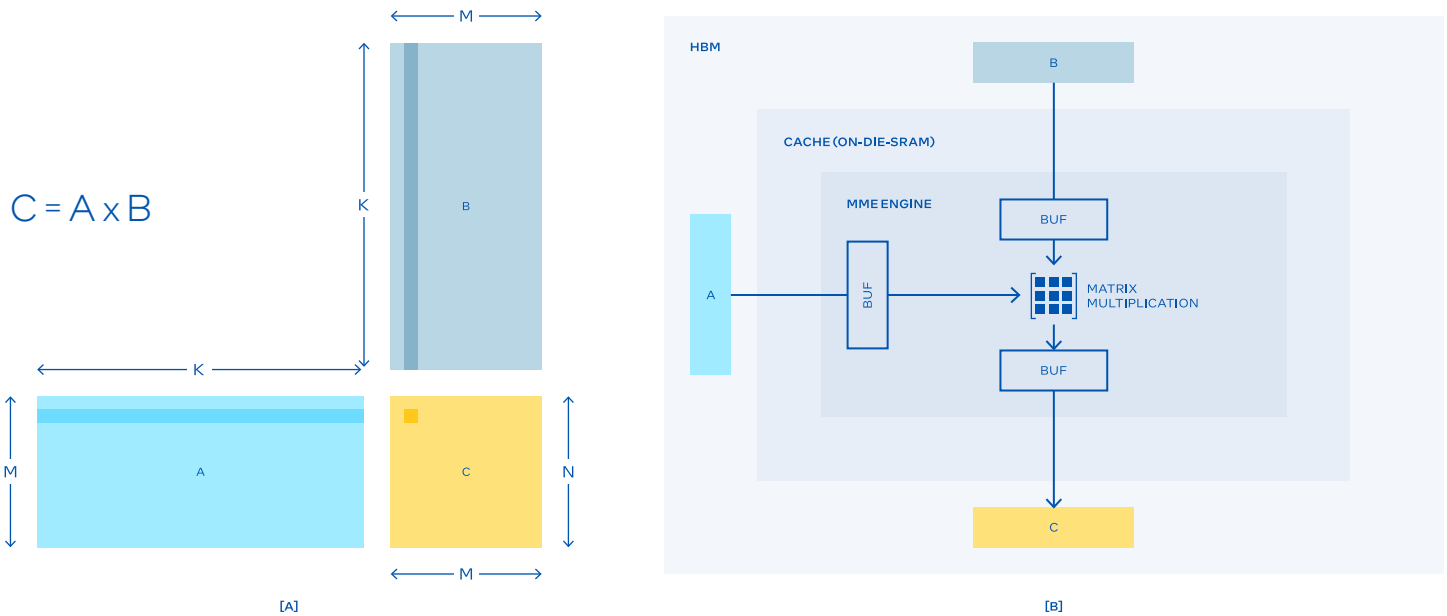 M
K
B
C = A x B
K
M
A
C
N
M
[A]
HBM
B
CACHE (ON-DIE-SRAM)
MME ENGINE
BUF
A
BUF
MATRIX
MULTIPLICATION
BUF
C
[B]